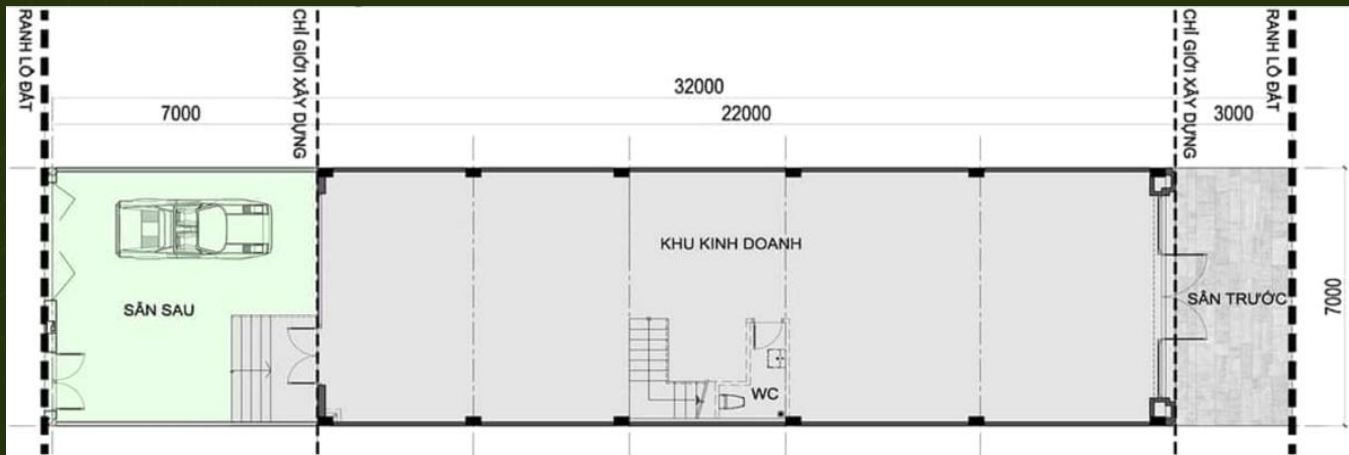 RANH LÔ ĐẤT
CHỈ GIỚI XÂY DỰNG
CHỈ GIỚI XÂY DỰNG
RANH LÔ ĐẤT
32000
7000
22000
3000
KHU KINH DOANH
SÂN SAU
SÂN TRƯỚC
7000
WC